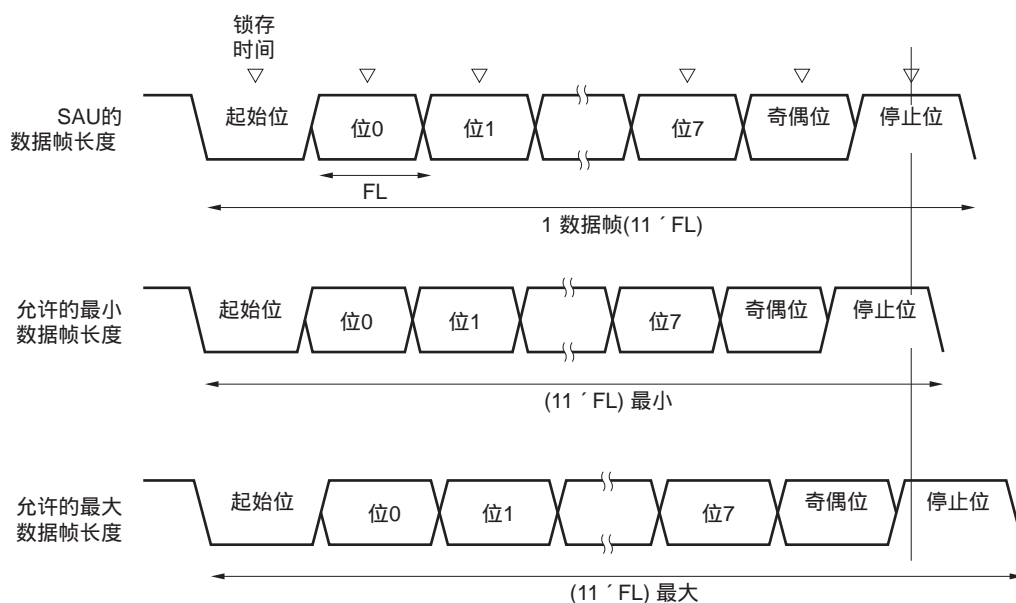 锁存
时间
SAU的
数据帧长度
起始位
位0
位1
位7
奇偶位
停止位
FL
1 数据帧(11 ´ FL)
允许的最小
数据帧长度
起始位
位0
位1
位7
奇偶位
停止位
(11 ´ FL) 最小
允许的最大
数据帧长度
起始位
位0
位1
位7
奇偶位
停止位
(11 ´ FL) 最大